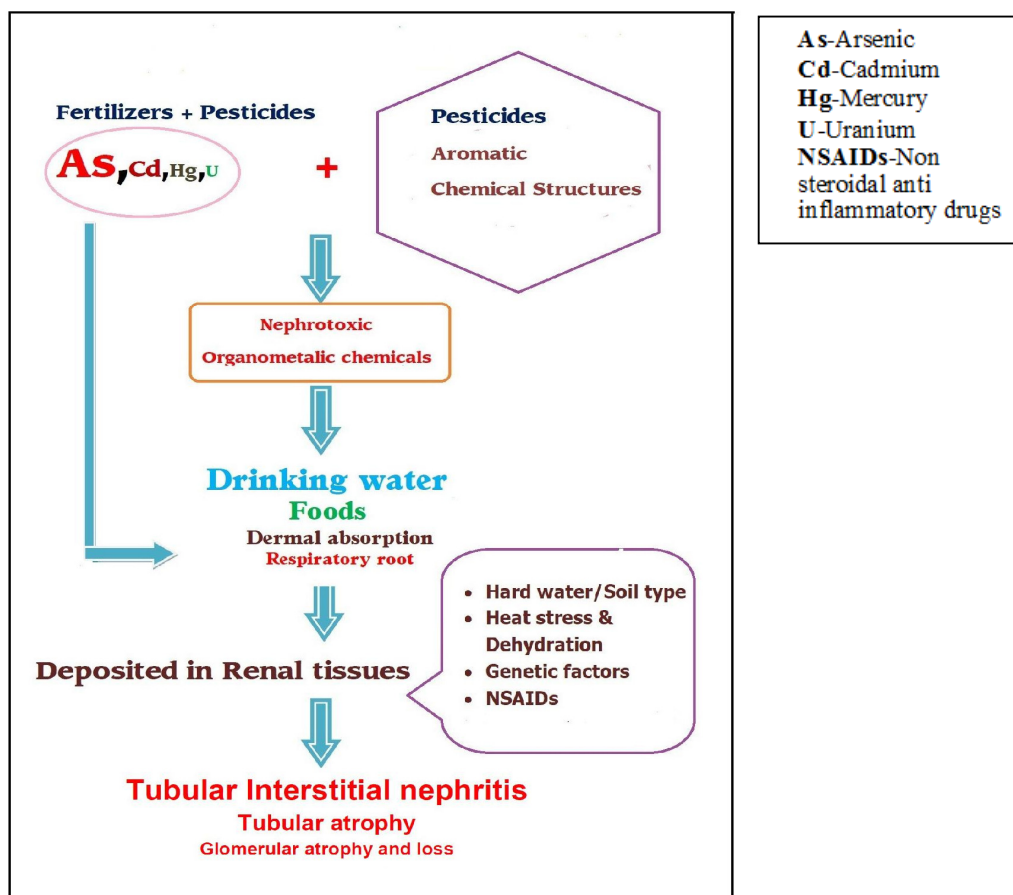 Fertilizers + Pesticides
As,Cd,Hg,U
+
Pesticides
Aromatic
Chemical Structures
Nephrotoxic
Organometalic chemicals
Drinking water
Foods
Dermal absorption
Respiratory root
• Hard water/Soil type
• Heat stress &
Dehydration
• Genetic factors
• NSAIDs
Deposited in Renal tissues
Tubular Interstitial nephritis
Tubular atrophy
Glomerular atrophy and loss
As-Arsenic
Cd-Cadmium
Hg-Mercury
U-Uranium
NSAIDs-Non
steroidal anti
inflammatory drugs